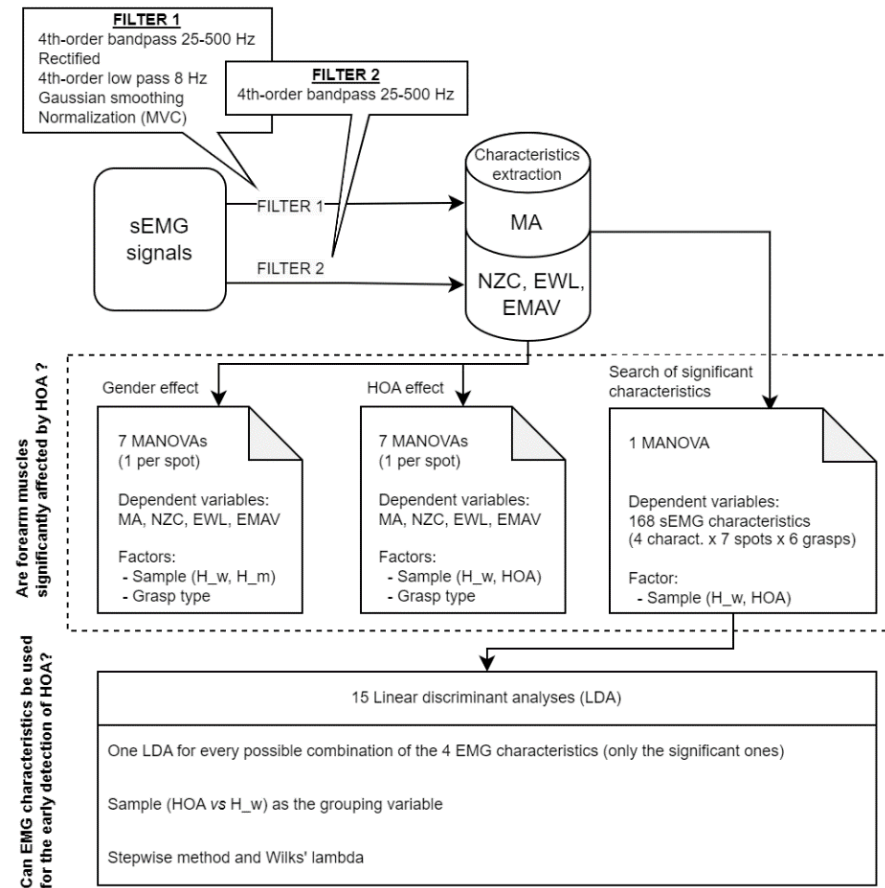 FILTER 1
4th-order bandpass 25-500 Hz
Rectified
4th-order low pass 8 Hz
Gaussian smoothing
Normalization (MVC)
FILTER 2
4th-order bandpass 25-500 Hz
sEMG
signals
FILTER 1
FILTER 2
Characteristics
extraction
MA
NZC, EWL,
EMAV
Are forearm muscles
significantly affected by HOA ?
Gender effect
7 MANOVAs
(1 per spot)
Dependent variables:
MA, NZC, EWL, EMAV
Factors:
- Sample (H_w, H_m)
- Grasp type
HOA effect
7 MANOVAs
(1 per spot)
Dependent variables:
MA, NZC, EWL, EMAV
Factors:
- Sample (H_w, HOA)
- Grasp type
Search of significant
characteristics
1 MANOVA
Dependent variables:
168 sEMG characteristics
(4 charact. x 7 spots x 6 grasps)
Factor:
- Sample (H_w, HOA)
Can EMG characteristics be used
for the early detection of HOA?
15 Linear discriminant analyses (LDA)
One LDA for every possible combination of the 4 EMG characteristics (only the significant ones)
Sample (HOA vs H_w) as the grouping variable
Stepwise method and Wilks' lambda